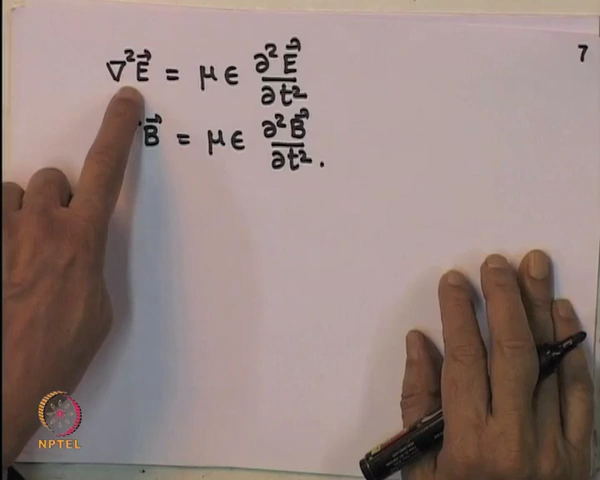 7
∇²E⃗ = μϵ ∂²E⃗/∂t²
B⃗ = μϵ ∂²B⃗/∂t².
NPTEL